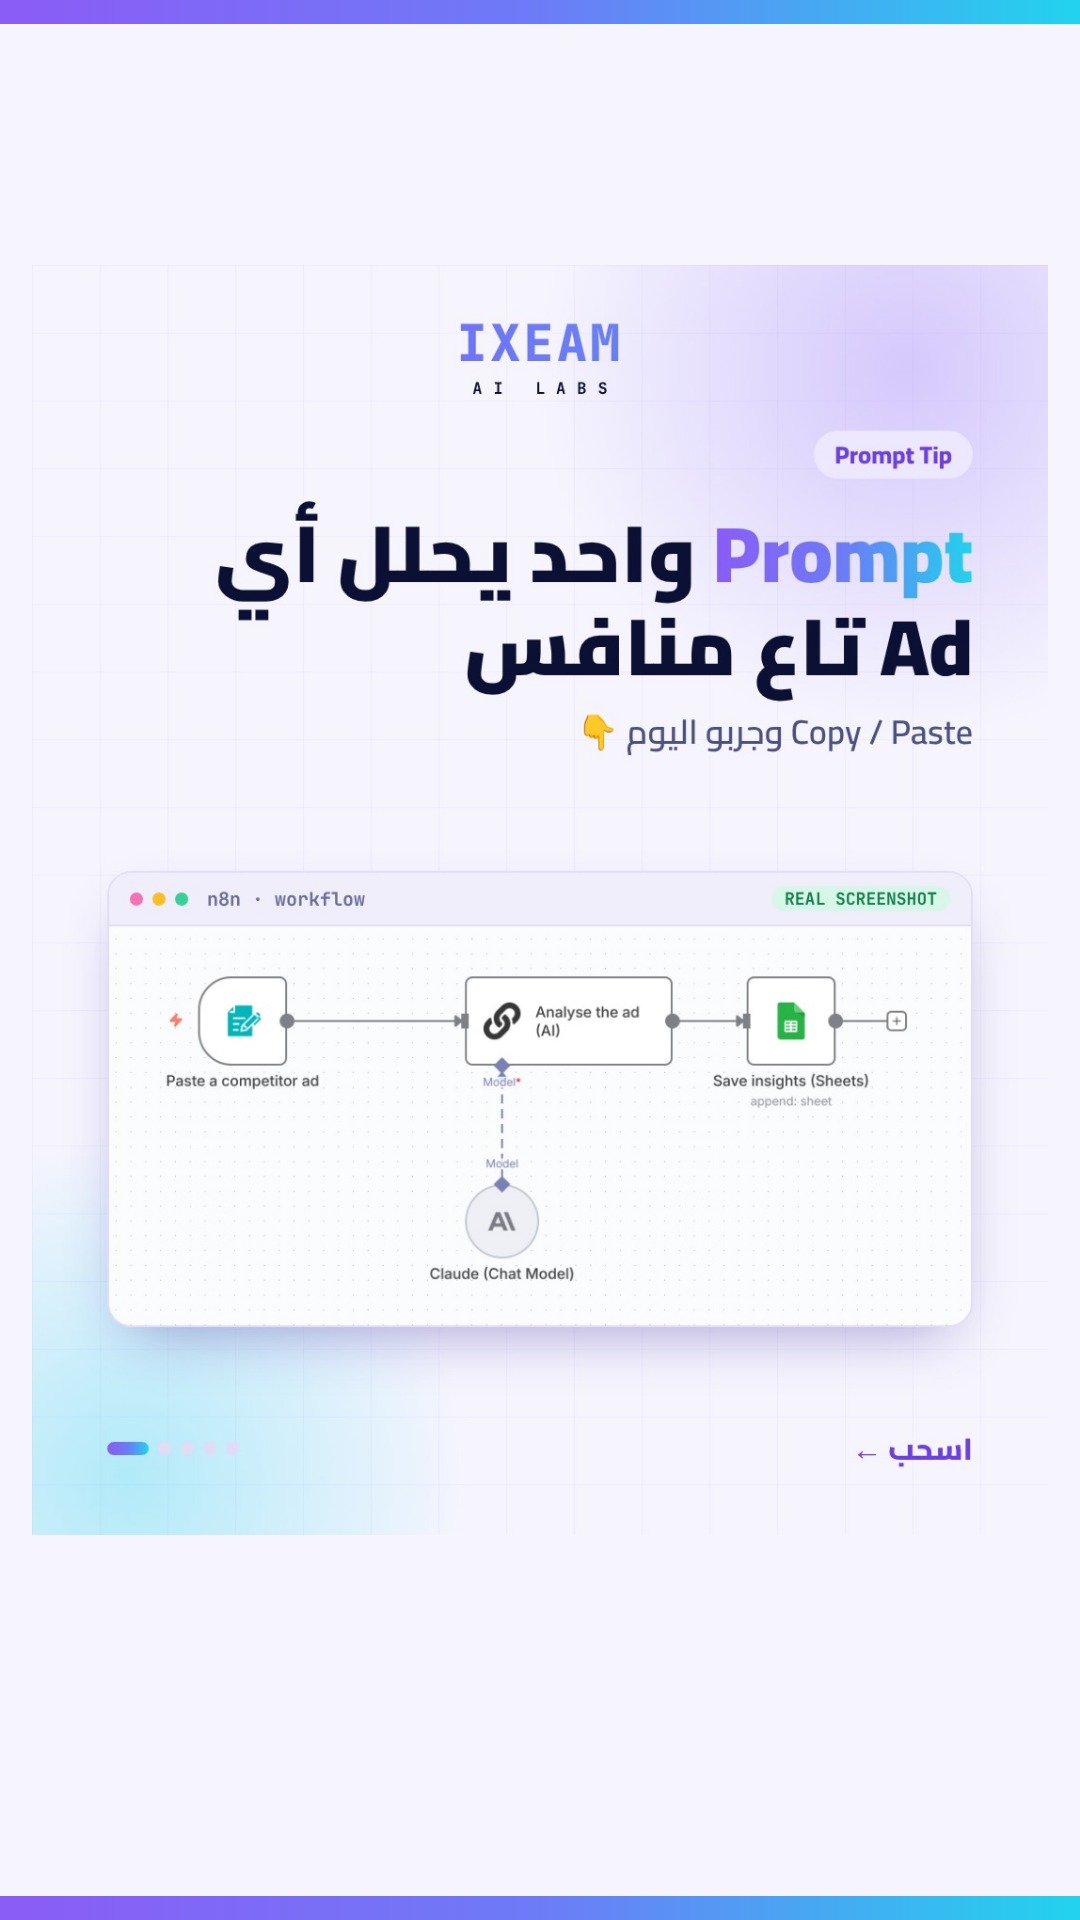 IXEAM
AI LABS
Prompt Tip
Prompt واحد يحلل أي
Ad تاع منافس
Copy / Paste وجربو اليوم 👇
n8n · workflow
REAL SCREENSHOT
Analyse the ad
(AI)
Paste a competitor ad
Model*
Save insights (Sheets)
append: sheet
Model
Claude (Chat Model)
اسحب ←